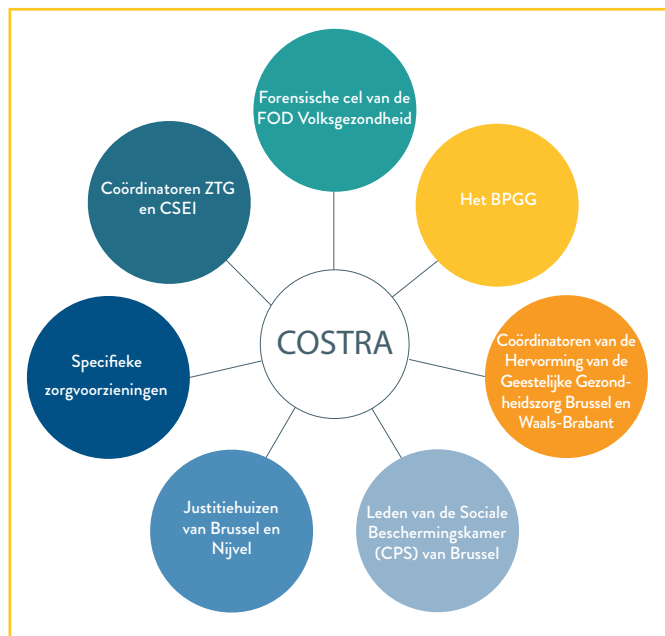 Forensische cel van de
FOD Volksgezondheid
Het BPGG
Coördinatoren van de
Hervorming van de
Geestelijke Gezond-
heidszorg Brussel en
Waals-Brabant
Leden van de Sociale
Beschermingskamer
(CPS) van Brussel
Justitiehuizen
van Brussel en
Nijvel
Specifieke
zorgvoorzieningen
Coördinatoren ZTG
en CSEI
COSTRA